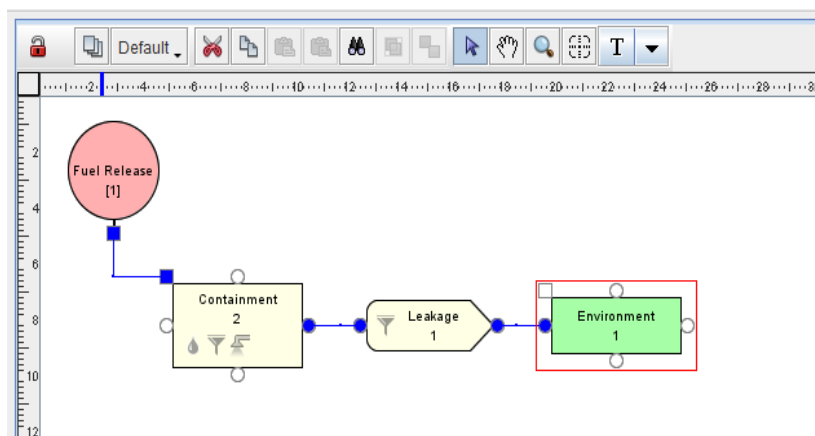 Default
T
2 4 6 8 10 12 14 16 18 20 22 24 26 28
2
4
6
8
10
12
Fuel Release
[1]
Containment
2
Leakage
1
Environment
1